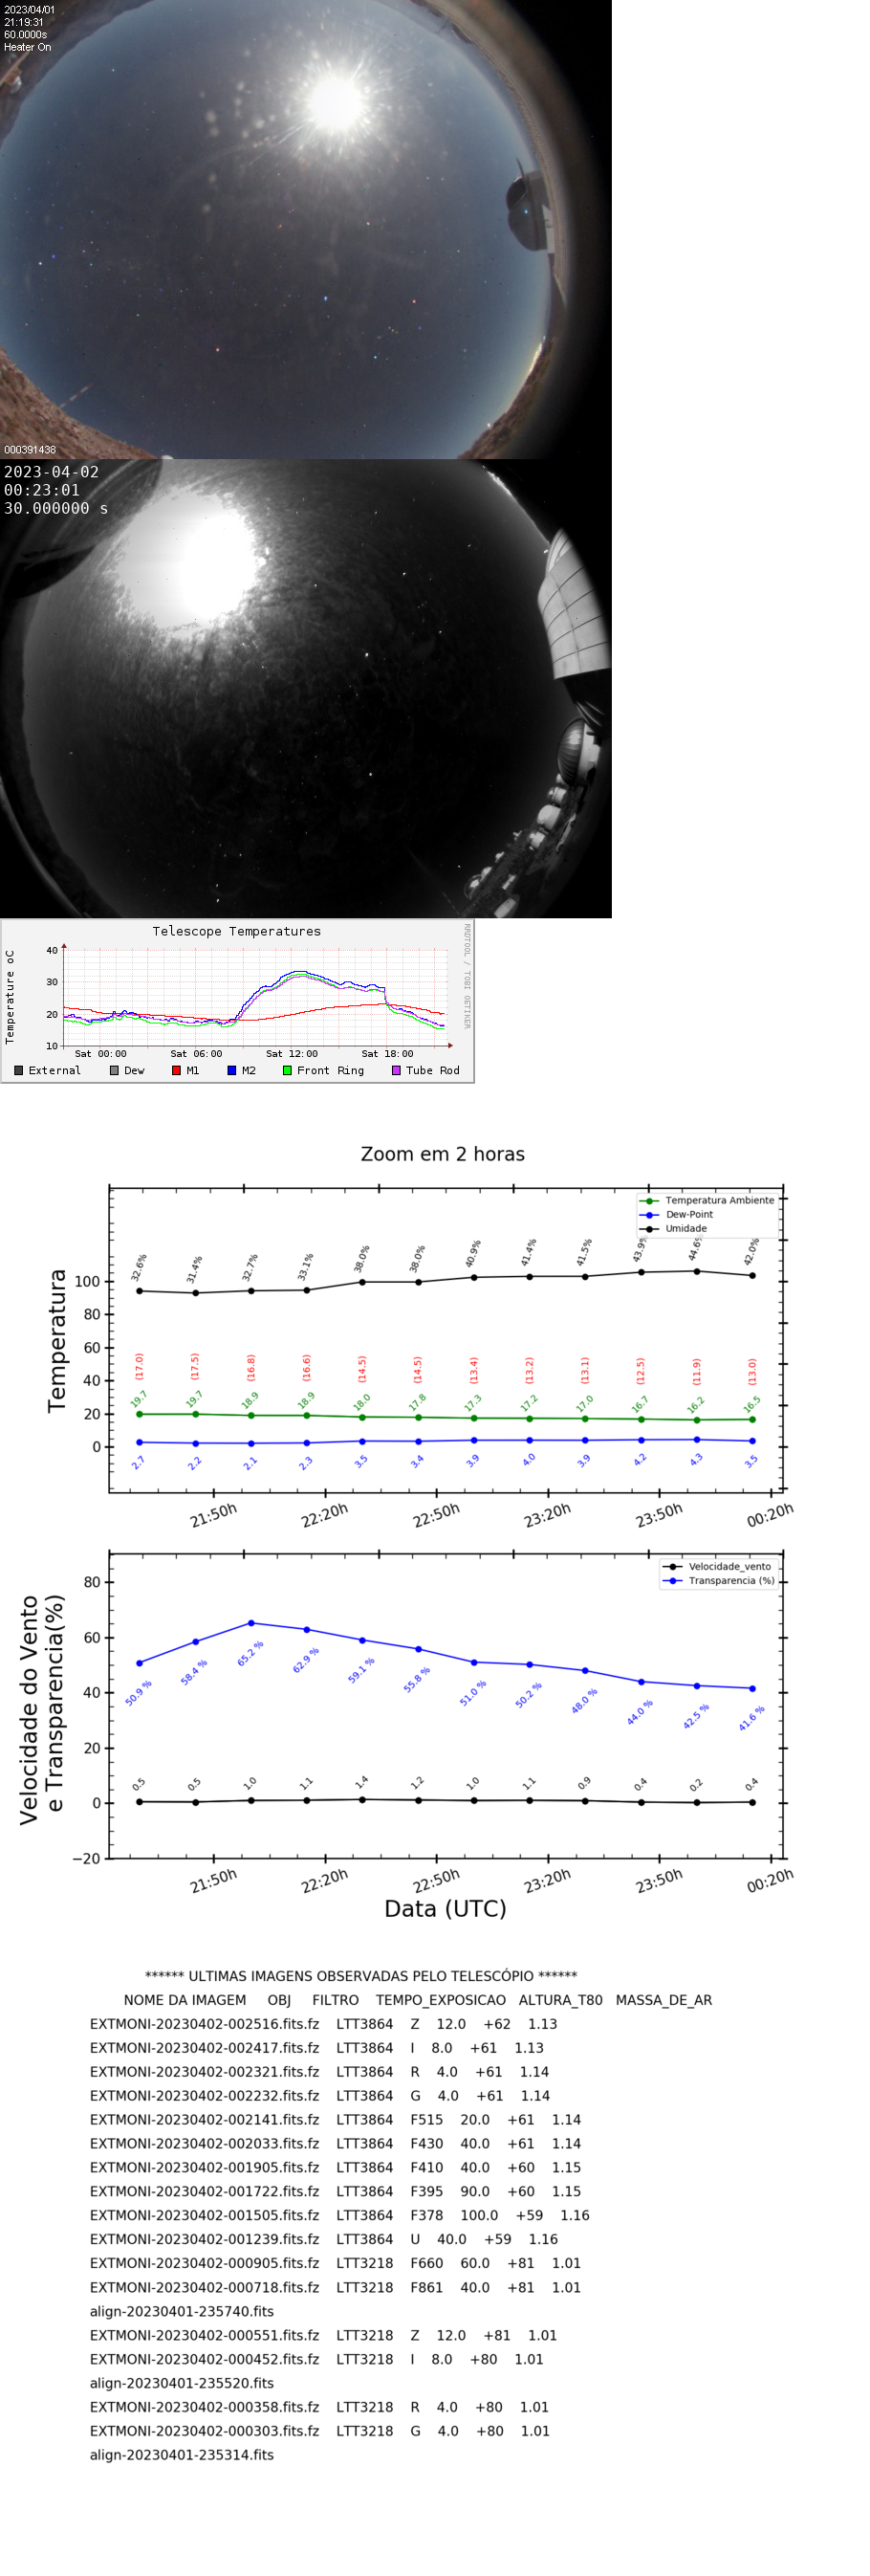 2023/04/01
21:19:31
60.0000s
Heater On
000391438
2023-04-02
00:23:01
30.000000 s
Telescope Temperatures
RRDTOOL / TOBI OETIKER
Temperature oC
40
30
20
10
Sat 00:00 Sat 06:00 Sat 12:00 Sat 18:00
External Dew M1 M2 Front Ring Tube Rod
Zoom em 2 horas
Temperatura
Temperatura Ambiente
Dew-Point
Umidade
32.6% 31.4% 32.7% 33.1% 38.0% 38.0% 40.9% 41.4% 41.5% 43.9% 44.6% 42.0%
100
80
60
40
20
0
(17.0) (17.5) (16.8) (16.6) (14.5) (14.5) (13.4) (13.2) (13.1) (12.5) (11.9) (13.0)
19.7 19.7 18.9 18.9 18.0 17.8 17.3 17.2 17.0 16.7 16.2 16.5
2.7 2.2 2.1 2.3 3.5 3.4 3.9 4.0 3.9 4.2 4.3 3.5
21:50h 22:20h 22:50h 23:20h 23:50h 00:20h
Velocidade do Vento
e Transparencia(%)
Velocidade_vento
Transparencia (%)
80
60
40
20
0
−20
50.9 % 58.4 % 65.2 % 62.9 % 59.1 % 55.8 % 51.0 % 50.2 % 48.0 % 44.0 % 42.5 % 41.6 %
0.5 0.5 1.0 1.1 1.4 1.2 1.0 1.1 0.9 0.4 0.2 0.4
21:50h 22:20h 22:50h 23:20h 23:50h 00:20h
Data (UTC)
****** ULTIMAS IMAGENS OBSERVADAS PELO TELESCÓPIO ******
NOME DA IMAGEM OBJ FILTRO TEMPO_EXPOSICAO ALTURA_T80 MASSA_DE_AR
EXTMONI-20230402-002516.fits.fz LTT3864 Z 12.0 +62 1.13
EXTMONI-20230402-002417.fits.fz LTT3864 I 8.0 +61 1.13
EXTMONI-20230402-002321.fits.fz LTT3864 R 4.0 +61 1.14
EXTMONI-20230402-002232.fits.fz LTT3864 G 4.0 +61 1.14
EXTMONI-20230402-002141.fits.fz LTT3864 F515 20.0 +61 1.14
EXTMONI-20230402-002033.fits.fz LTT3864 F430 40.0 +61 1.14
EXTMONI-20230402-001905.fits.fz LTT3864 F410 40.0 +60 1.15
EXTMONI-20230402-001722.fits.fz LTT3864 F395 90.0 +60 1.15
EXTMONI-20230402-001505.fits.fz LTT3864 F378 100.0 +59 1.16
EXTMONI-20230402-001239.fits.fz LTT3864 U 40.0 +59 1.16
EXTMONI-20230402-000905.fits.fz LTT3218 F660 60.0 +81 1.01
EXTMONI-20230402-000718.fits.fz LTT3218 F861 40.0 +81 1.01
align-20230401-235740.fits
EXTMONI-20230402-000551.fits.fz LTT3218 Z 12.0 +81 1.01
EXTMONI-20230402-000452.fits.fz LTT3218 I 8.0 +80 1.01
align-20230401-235520.fits
EXTMONI-20230402-000358.fits.fz LTT3218 R 4.0 +80 1.01
EXTMONI-20230402-000303.fits.fz LTT3218 G 4.0 +80 1.01
align-20230401-235314.fits